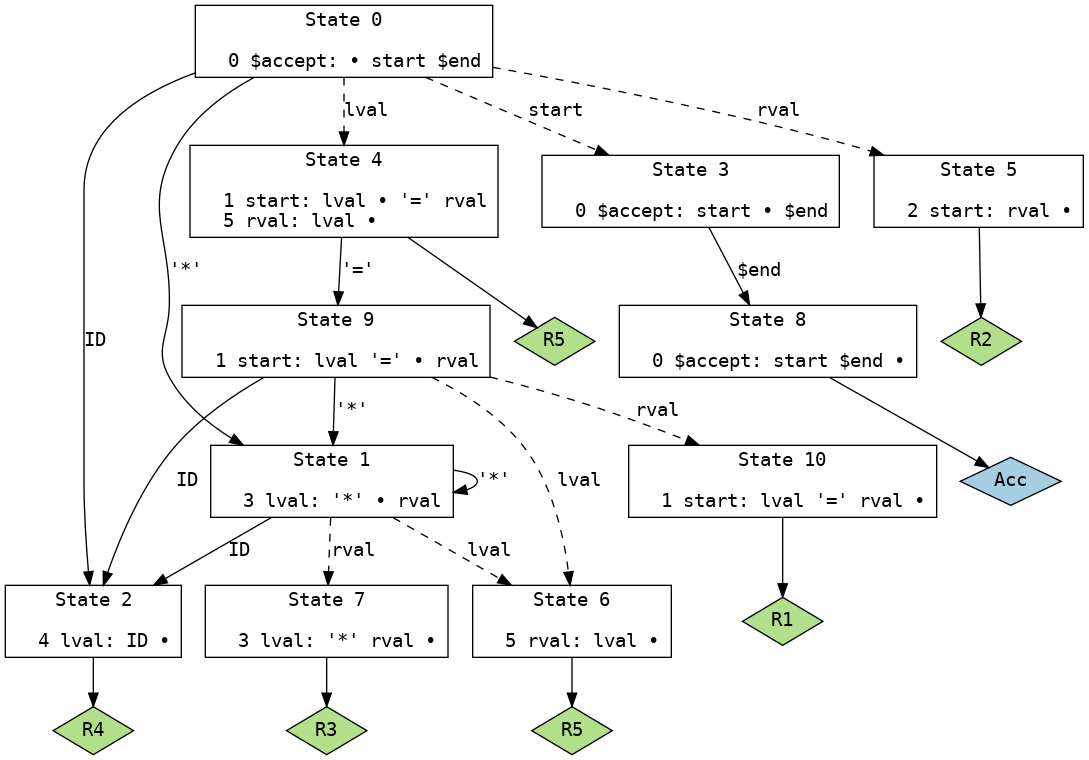 State 0
0 $accept: • start $end
lval
start
rval
State 4
1 start: lval • '=' rval
5 rval: lval •
State 3
0 $accept: start • $end
State 5
2 start: rval •
'*'
'='
$end
ID
State 9
1 start: lval '=' • rval
R5
State 8
0 $accept: start $end •
R2
'*'
rval
State 1
3 lval: '*' • rval
'*'
ID
lval
State 10
1 start: lval '=' rval •
Acc
ID
rval
lval
State 2
4 lval: ID •
State 7
3 lval: '*' rval •
State 6
5 rval: lval •
R1
R4
R3
R5